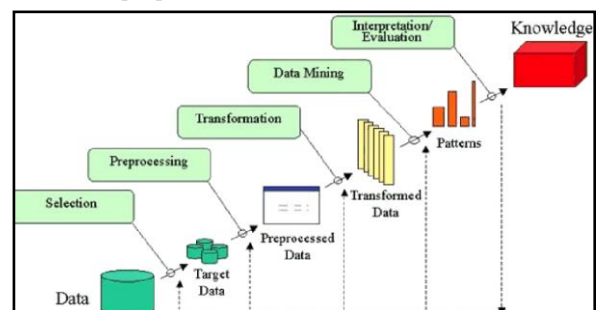 Interpretation/
Evaluation
Knowledge
Data Mining
Transformation
Patterns
Preprocessing
Transformed
Data
Selection
Preprocessed
Data
Target
Data
Data